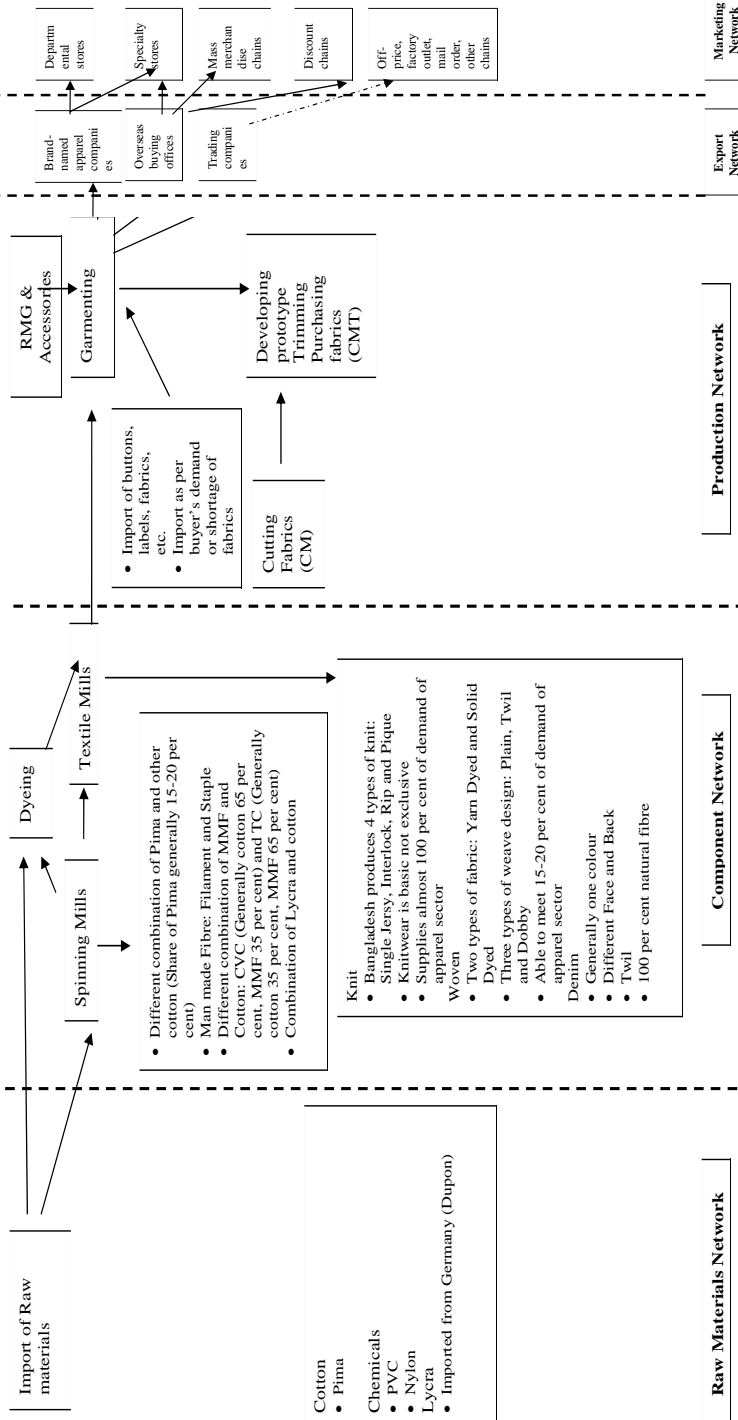 Import of Raw
materials
Cotton
• Pima
Chemicals
• PVC
• Nylon
Lycra
• Imported from Germany (Dupon)
Raw Materials Network
Dyeing
Spinning Mills
Textile Mills
• Different combination of Pima and other
cotton (Share of Pima generally 15-20 per
cent)
• Man made Fibre: Filament and Staple
• Different combination of MMF and
Cotton: CVC (Generally cotton 65 per
cent, MMF 35 per cent) and TC (Generally
cotton 35 per cent, MMF 65 per cent)
• Combination of Lycra and cotton
Knit
• Bangladesh produces 4 types of knit:
Single Jersy, Interlock, Rip and Pique
• Knitwear is basic not exclusive
• Supplies almost 100 per cent of demand of
apparel sector
Woven
• Two types of fabric: Yarn Dyed and Solid
Dyed
• Three types of weave design: Plain, Twil
and Dobby
• Able to meet 15-20 per cent of demand of
apparel sector
Denim
• Generally one colour
• Different Face and Back
• Twil
• 100 per cent natural fibre
Component Network
RMG &
Accessories
Garmenting
• Import of buttons,
labels, fabrics,
etc.
• Import as per
buyer's demand
or shortage of
fabrics
Cutting
Fabrics
(CM)
Developing
prototype
Trimming
Purchasing
fabrics
(CMT)
Production Network
Brand-
named
apparel
compani
es
Overseas
buying
offices
Trading
compani
es
Export
Network
Departm
ental
stores
Specialty
stores
Mass
merchan
dise
chains
Discount
chains
Off-
price,
factory
outlet,
mail
order,
other
chains
Marketing
Network